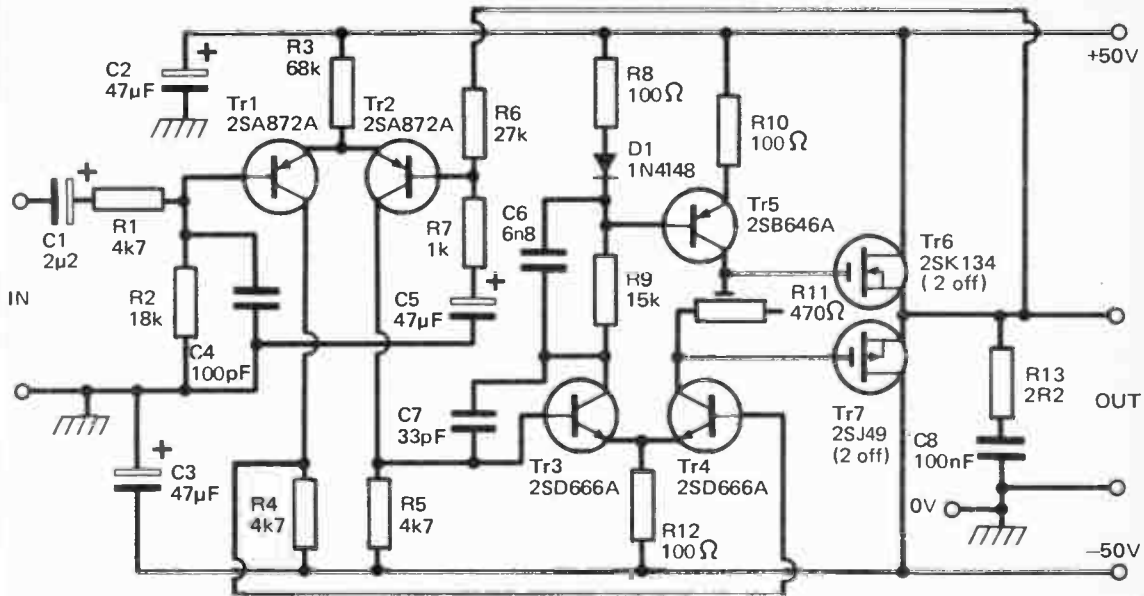 C2
47µF
+
R3
68k
Tr1
2SA872A
Tr2
2SA872A
R6
27k
R8
100Ω
D1
1N4148
R10
100Ω
+50V
+
C1
2µ2
R1
4k7
IN
R2
18k
C4
100pF
R7
1k
+
C5
47µF
C6
6n8
R9
15k
Tr5
2SB646A
R11
470Ω
Tr6
2SK134
(2 off)
Tr7
2SJ49
(2 off)
R13
2R2
OUT
C8
100nF
+
C3
47µF
C7
33pF
Tr3
2SD666A
Tr4
2SD666A
R4
4k7
R5
4k7
R12
100Ω
0V
−50V